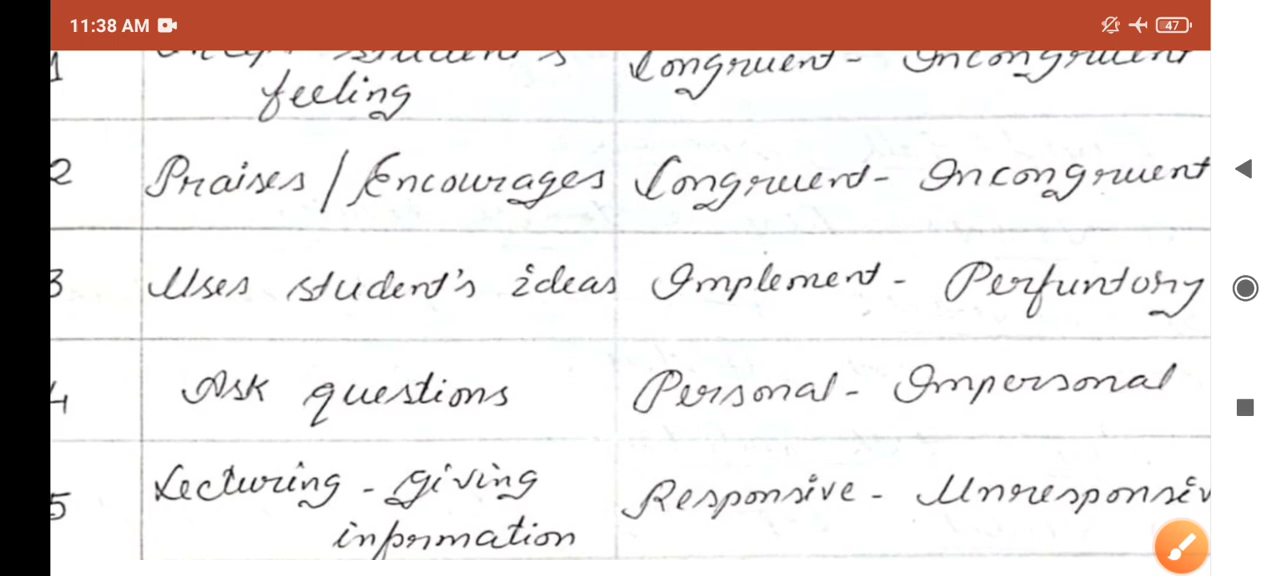 11:38 AM
47
1 student's Congruent - Incongruent
feeling
2 Praises / Encourages Congruent - Incongruent
3 Uses student's ideas Implement - Perfuntory
4 Ask questions Personal - Impersonal
5 Lecturing - giving Responsive - Unresponsiv
information